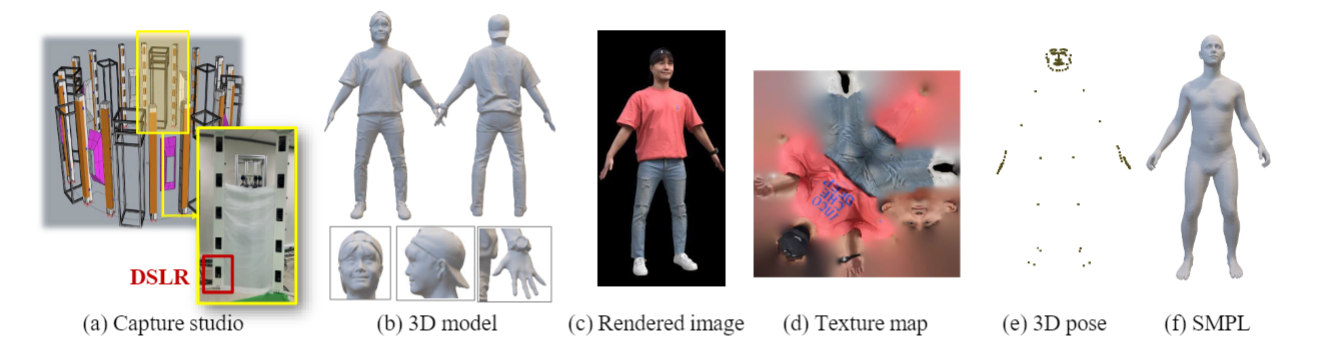 DSLR
(a) Capture studio
(b) 3D model
(c) Rendered image
(d) Texture map
(e) 3D pose
(f) SMPL